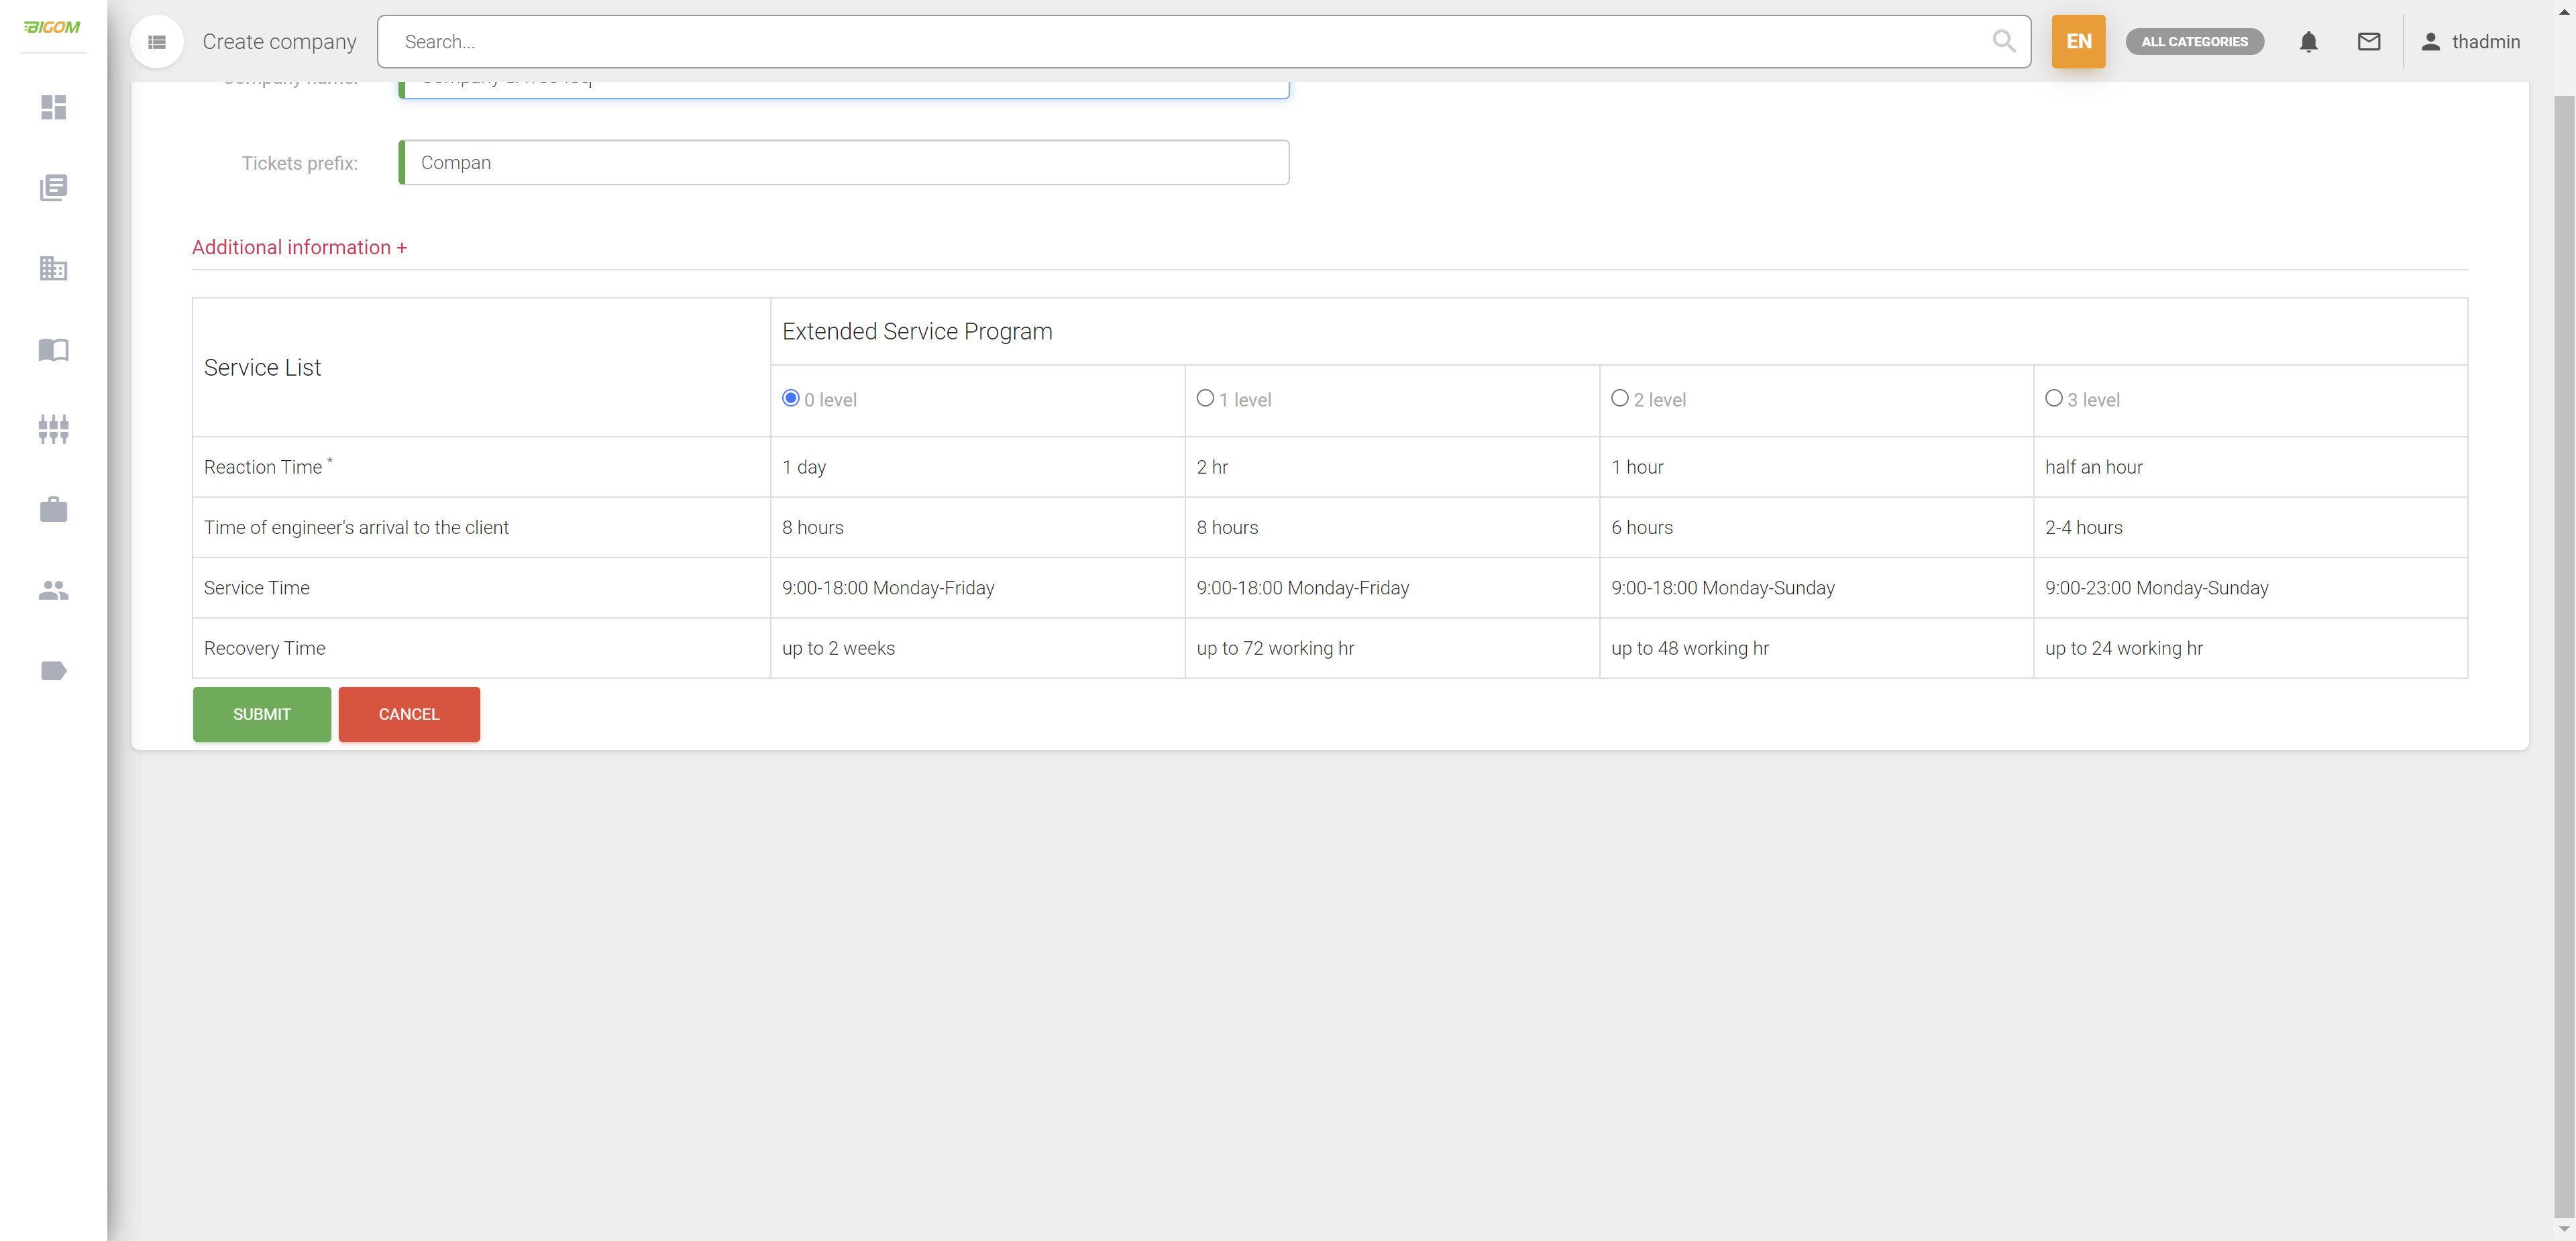 BIGOM
Create company
Search...
EN
ALL CATEGORIES
thadmin
Company name:
Tickets prefix:
Compan
Additional information +
Service List
Extended Service Program
0 level
1 level
2 level
3 level
Reaction Time *
1 day
2 hr
1 hour
half an hour
Time of engineer's arrival to the client
8 hours
8 hours
6 hours
2-4 hours
Service Time
9:00-18:00 Monday-Friday
9:00-18:00 Monday-Friday
9:00-18:00 Monday-Sunday
9:00-23:00 Monday-Sunday
Recovery Time
up to 2 weeks
up to 72 working hr
up to 48 working hr
up to 24 working hr
SUBMIT
CANCEL